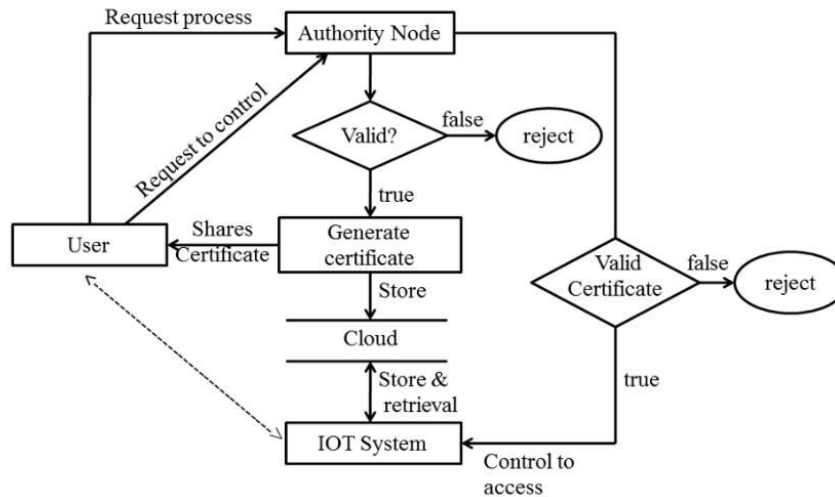 Request process
Authority Node
Request to control
Valid?
false
reject
true
User
Shares
Certificate
Generate
certificate
Valid
Certificate
false
reject
Store
Cloud
true
Store &
retrieval
IOT System
Control to
access